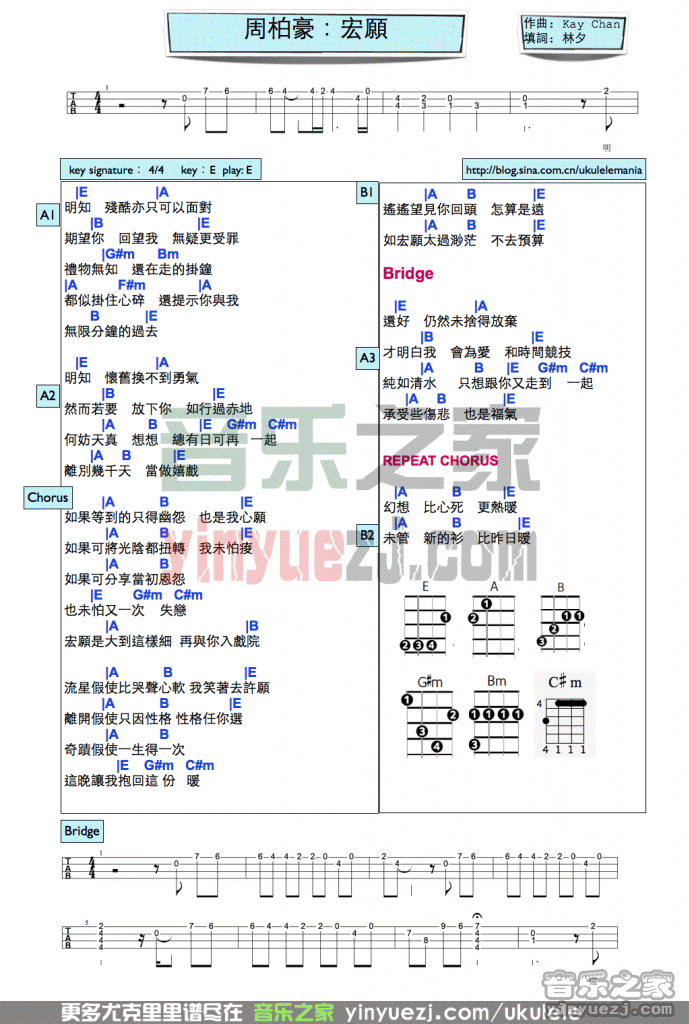 周柏豪：宏願
作曲：Kay Chan
填詞：林夕
明
key signature： 4/4 key：E play: E
http://blog.sina.com.cn/ukulelemania
A1
|E |A
明知 殘酷亦只可以面對
|B |E
期望你 回望我 無疑更受罪
|G#m Bm
禮物無知 還在走的掛鐘
|A F#m |A
都似掛住心碎 還提示你與我
B |E
無限分鐘的過去
A2
|E |A
明知 懷舊換不到勇氣
|B |E
然而若要 放下你 如行過赤地
|A B |E G#m C#m
何妨天真 想想 總有日可再 一起
|A B |E
離別幾千天 當做嬉戲
Chorus
|A B |E
如果等到的只得幽怨 也是我心願
|A B |E
如果可將光陰都扭轉 我未怕痠
|A B
如果可分享當初恩怨
|E G#m C#m
也未怕又一次 失戀
|A |B
宏願是大到這樣細 再與你入戲院
|A B |E
流星假使比哭聲心軟 我笑著去許願
|A B |E
離開假使只因性格 性格任你選
|A B
奇蹟假使一生得一次
|E G#m C#m
這晚讓我抱回這 份 暖
B1
|A B |E
遙遙望見你回頭 怎算是遠
|A B |E
如宏願太過渺茫 不去預算
Bridge
A3
|E |A
還好 仍然未捨得放棄
|B |E
才明白我 會為愛 和時間競技
|A B |E G#m C#m
純如清水 只想跟你又走到 一起
|A B |E
承受些傷悲 也是福氣
REPEAT CHORUS
B2
|A B |E
幻想 比心死 更熱暖
|A B |E
未管 新的衫 比昨日暖
E A B
G#m Bm C♯m
4
4 1 1 1
Bridge
音乐之家
yinyuezj.com
更多尤克里里谱尽在 音乐之家 yinyuezj.com/ukulele
音乐之家
yinyuezj.com